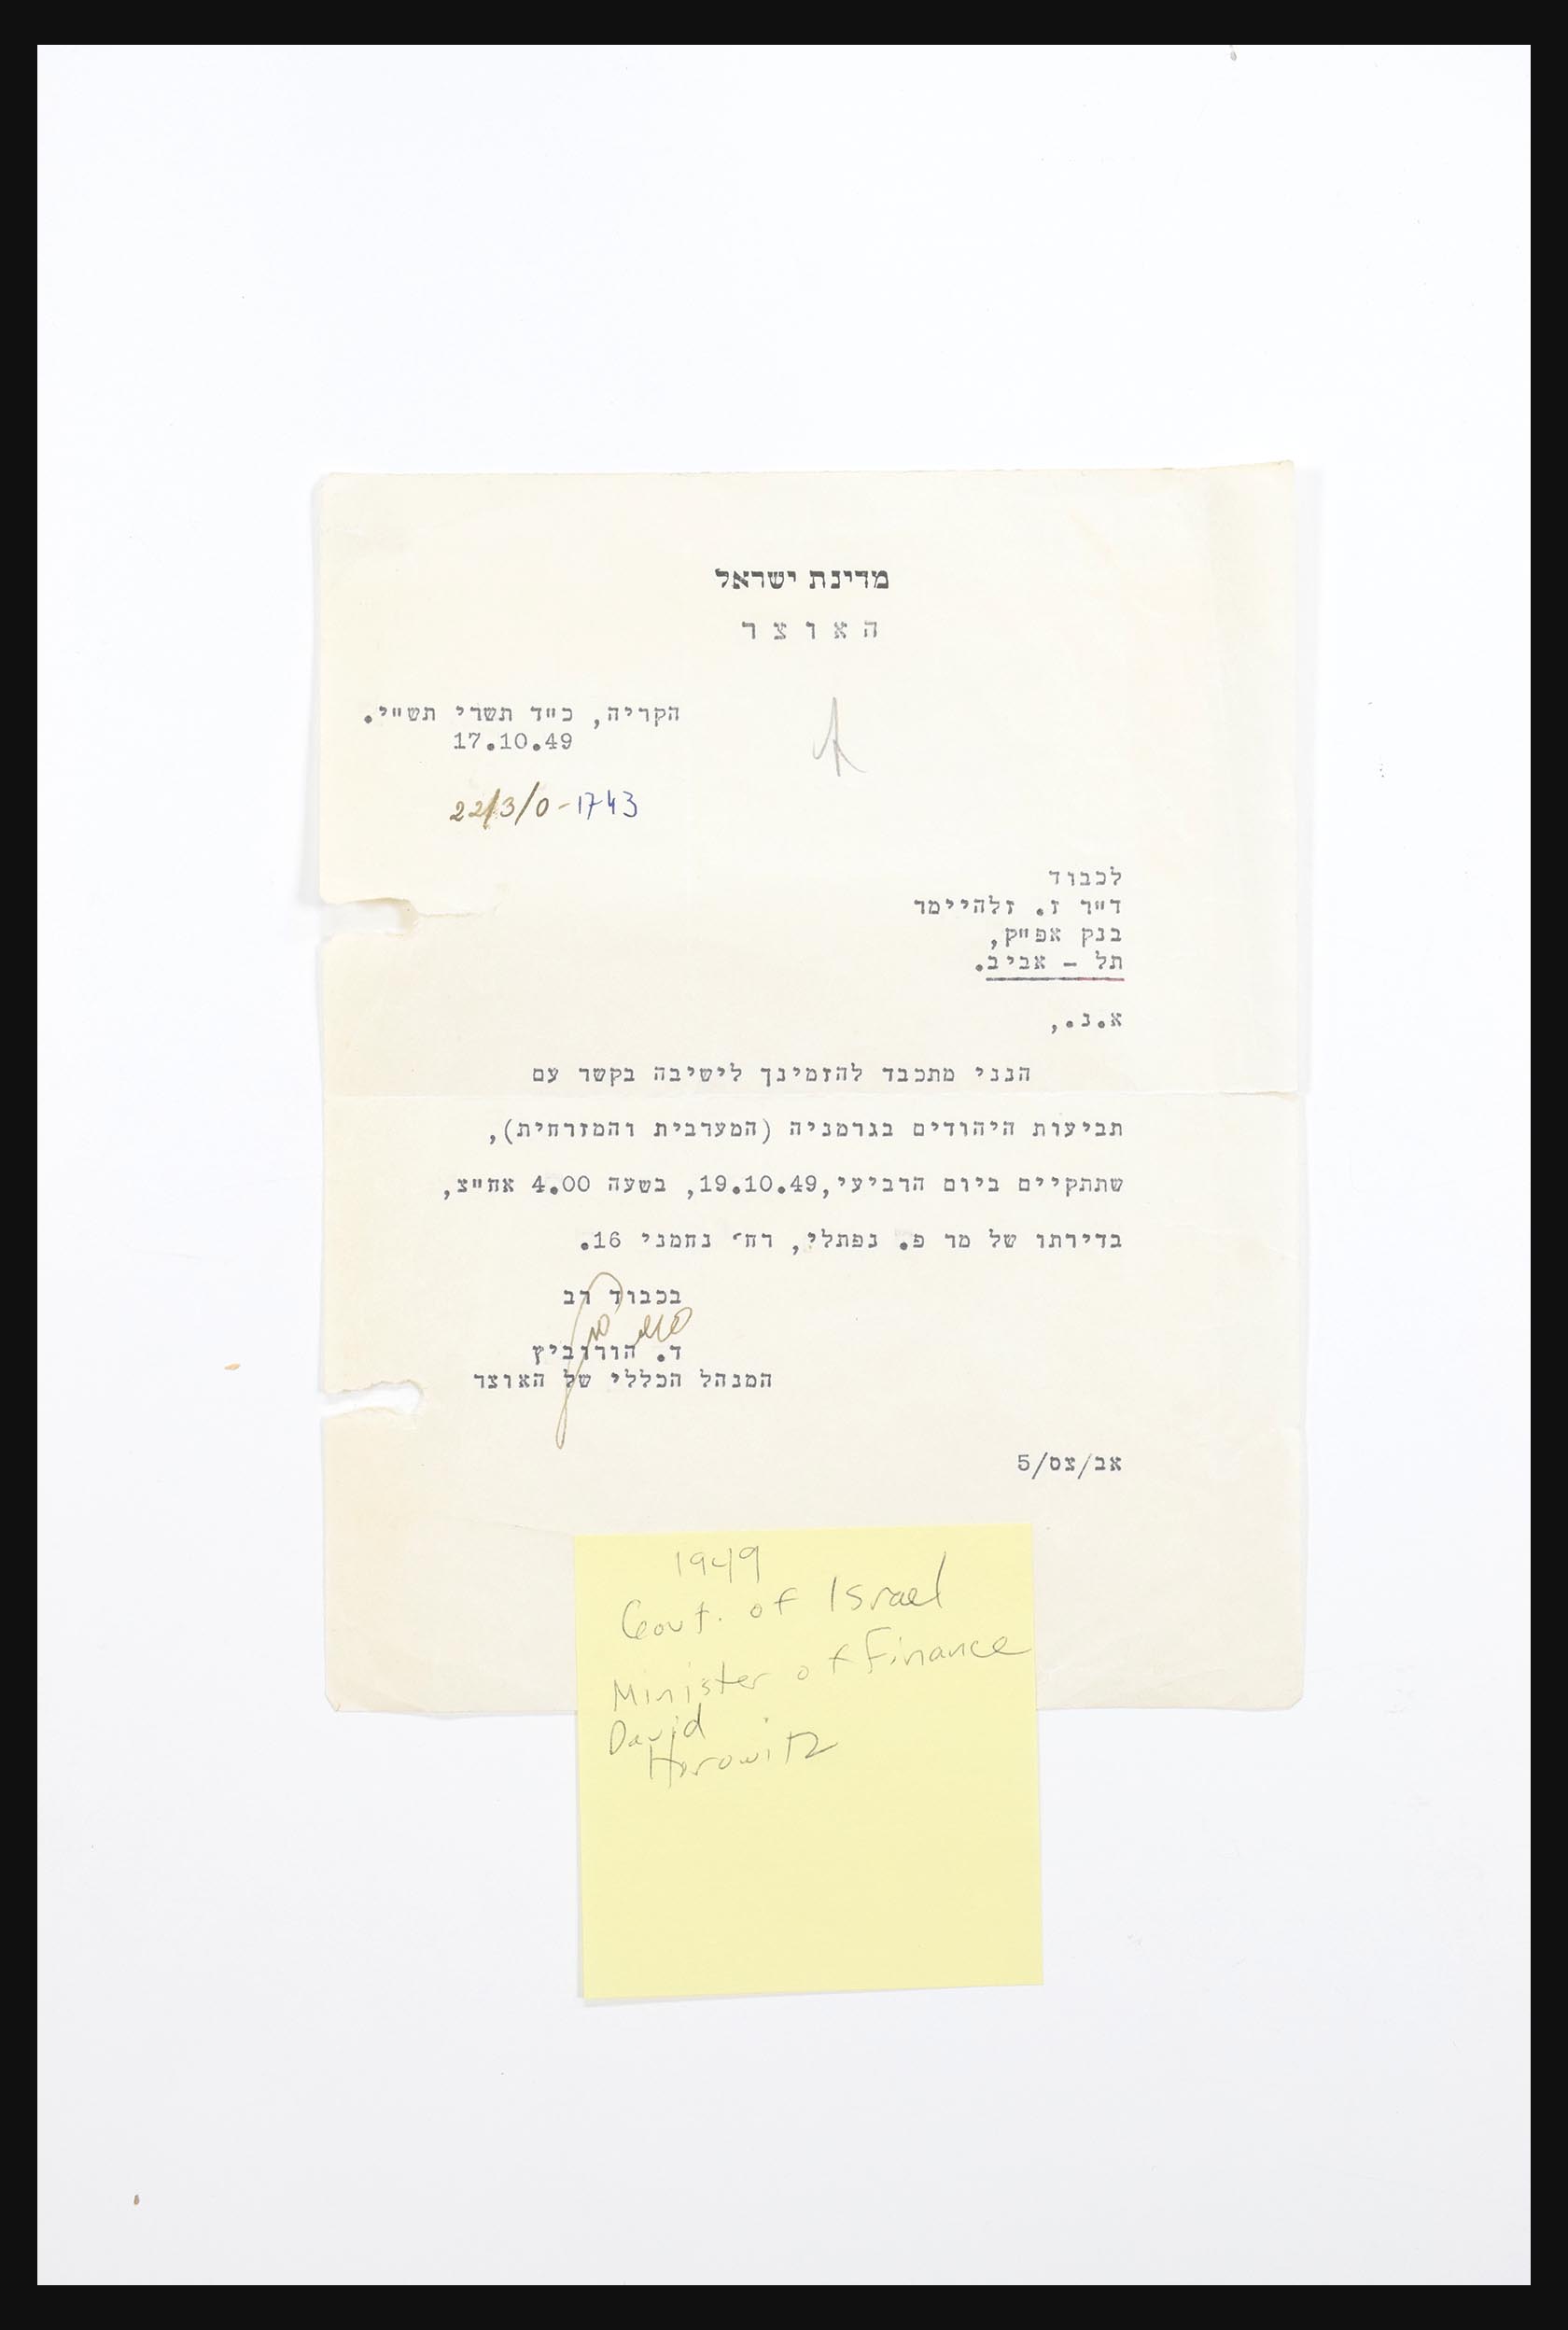 מדינת ישראל
האוצר
הקריה, כ"ד תשרי תש"י.
17.10.49
22/3/0-1743
לכבוד
ד"ר ז. זלהיימר
בנק אפ"ק,
תל - אביב.
א.נ.,
הנני מתכבד להזמינך לישיבה בקשר עם
תביעות היהודים בגרמניה (המערבית והמזרחית),
שתתקיים ביום הרביעי,19.10.49, בשעה 4.00 אח"צ,
בדירתו של מר פ. נפתלי, רח' נחמני 16.
בכבוד רב
ד. הורוביץ
המנהל הכללי של האוצר
אב/צס/5
1949
Govt. of Israel
Minister of Finance
David
Horowitz